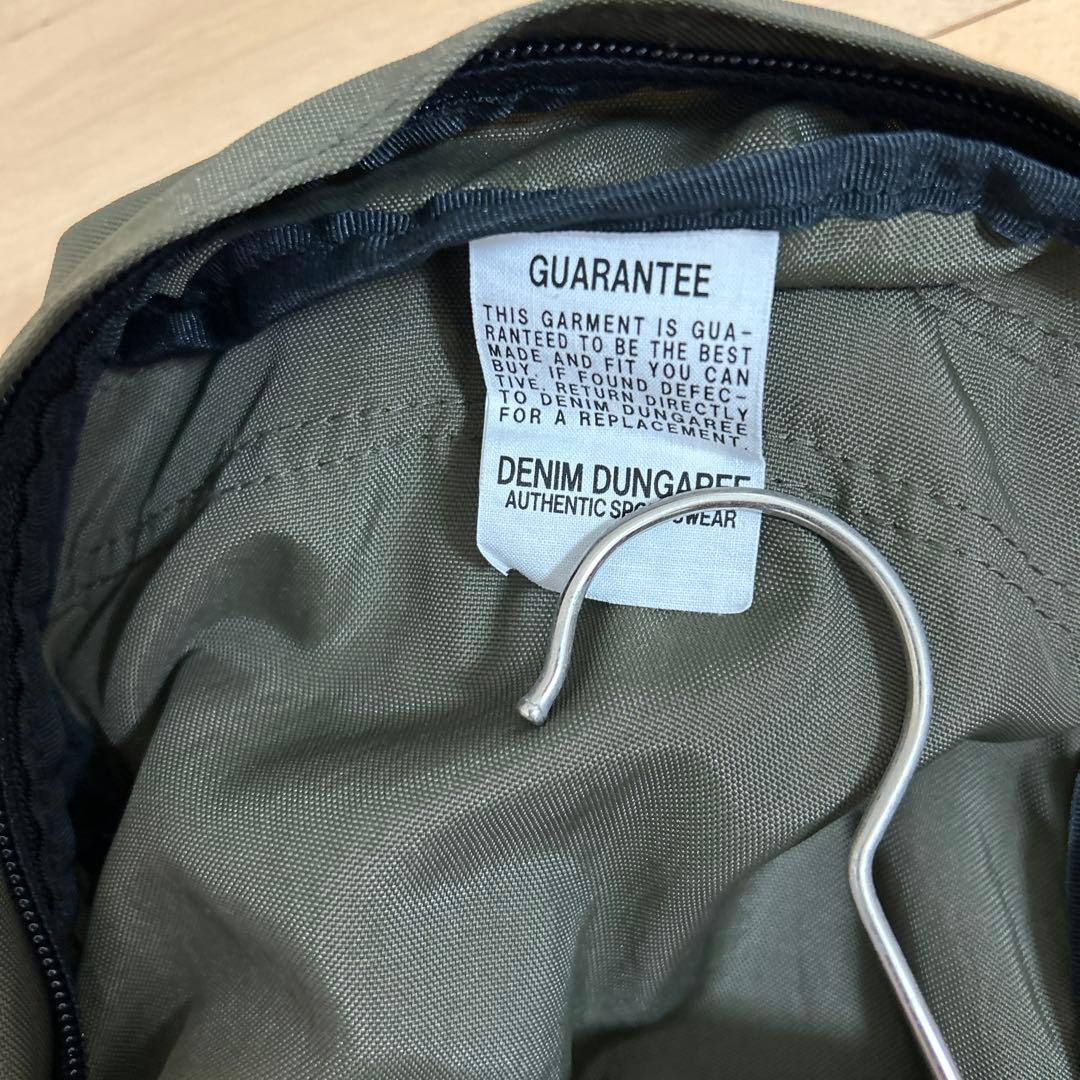 GUARANTEE
THIS GARMENT IS GUA-
RANTEED TO BE THE BEST
MADE AND FIT YOU CAN
BUY. IF FOUND DEFEC-
TIVE. RETURN DIRECTLY
TO DENIM DUNGAREE
FOR A REPLACEMENT.
DENIM DUNGAREE
AUTHENTIC SPORTSWEAR